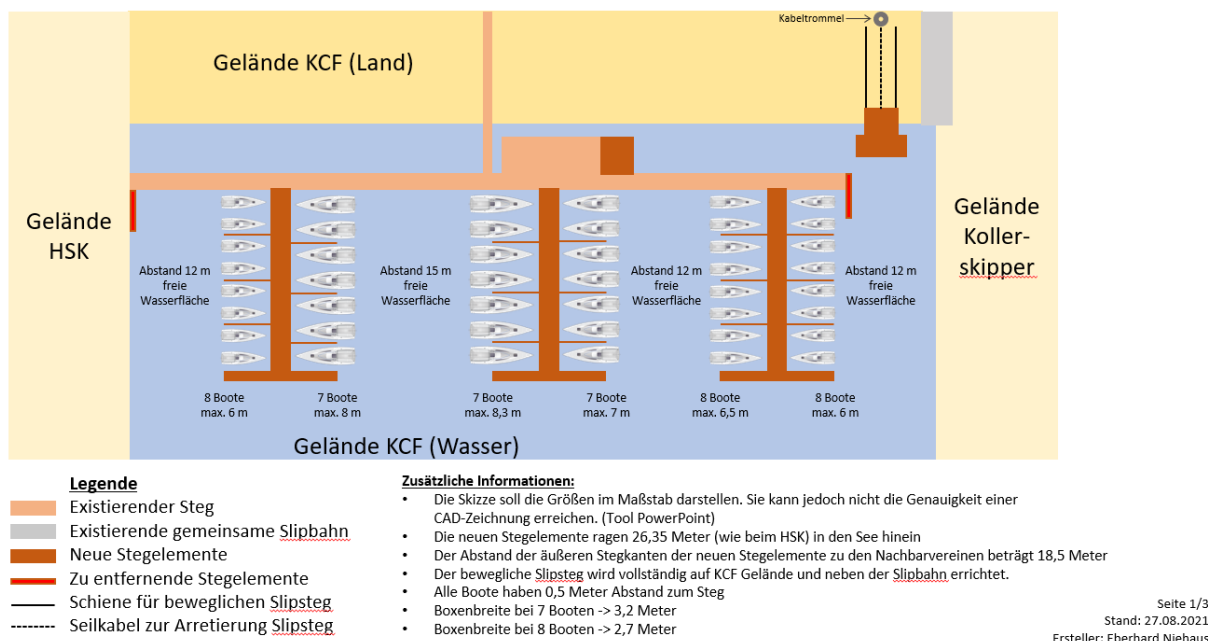 Kabeltrommel
Gelände KCF (Land)
Gelände
HSK
Gelände
Koller-
skipper
Abstand 12 m
freie
Wasserfläche
Abstand 15 m
freie
Wasserfläche
Abstand 12 m
freie
Wasserfläche
Abstand 12 m
freie
Wasserfläche
8 Boote
max. 6 m
7 Boote
max. 8 m
7 Boote
max. 8,3 m
7 Boote
max. 7 m
8 Boote
max. 6,5 m
8 Boote
max. 6 m
Gelände KCF (Wasser)
Legende
Existierender Steg
Existierende gemeinsame Slipbahn
Neue Stegelemente
Zu entfernende Stegelemente
Schiene für beweglichen Slipsteg
Seilkabel zur Arretierung Slipsteg
Zusätzliche Informationen:
• Die Skizze soll die Größen im Maßstab darstellen. Sie kann jedoch nicht die Genauigkeit einer
CAD-Zeichnung erreichen. (Tool PowerPoint)
• Die neuen Stegelemente ragen 26,35 Meter (wie beim HSK) in den See hinein
• Der Abstand der äußeren Stegkanten der neuen Stegelemente zu den Nachbarvereinen beträgt 18,5 Meter
• Der bewegliche Slipsteg wird vollständig auf KCF Gelände und neben der Slipbahn errichtet.
• Alle Boote haben 0,5 Meter Abstand zum Steg
• Boxenbreite bei 7 Booten -> 3,2 Meter
• Boxenbreite bei 8 Booten -> 2,7 Meter
Seite 1/3
Stand: 27.08.2021
Ersteller: Eberhard Niehaus